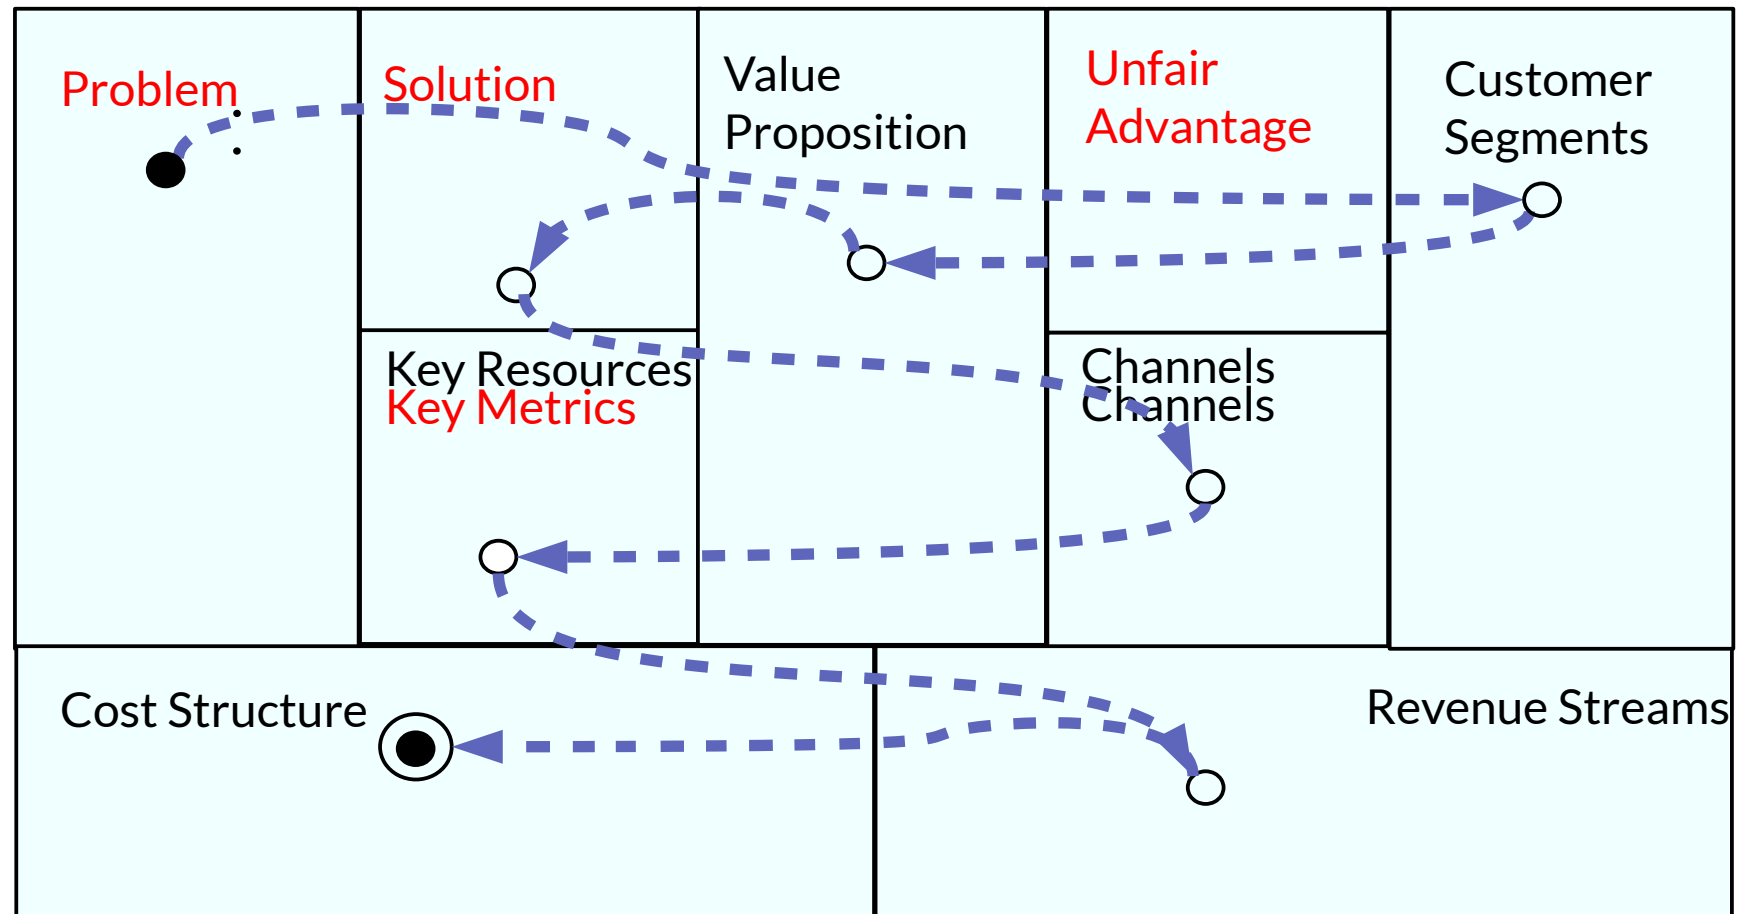 Problem
Solution
Value
Proposition
Unfair
Advantage
Customer
Segments
Key Resources
Key Metrics
Channels
Channels
Cost Structure
Revenue Streams